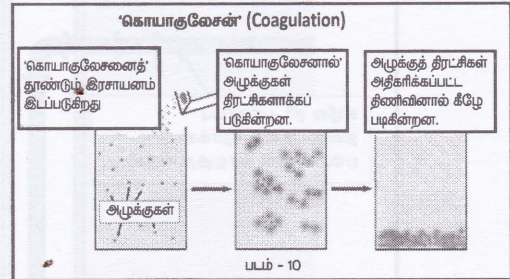 ‘கொயாகுலேசன்’ (Coagulation)
‘கொயாகுலேசனைத்’
தூண்டும் இரசாயனம்
இடப்படுகிறது
‘கொயாகுலேசனால்’
அழுக்குகள்
திரட்சிகளாக்கப்
படுகின்றன.
அழுக்குத் திரட்சிகள்
அதிகரிக்கப்பட்ட
திணிவினால் கீழே
படிகின்றன.
அழுக்குகள்
படம் - 10